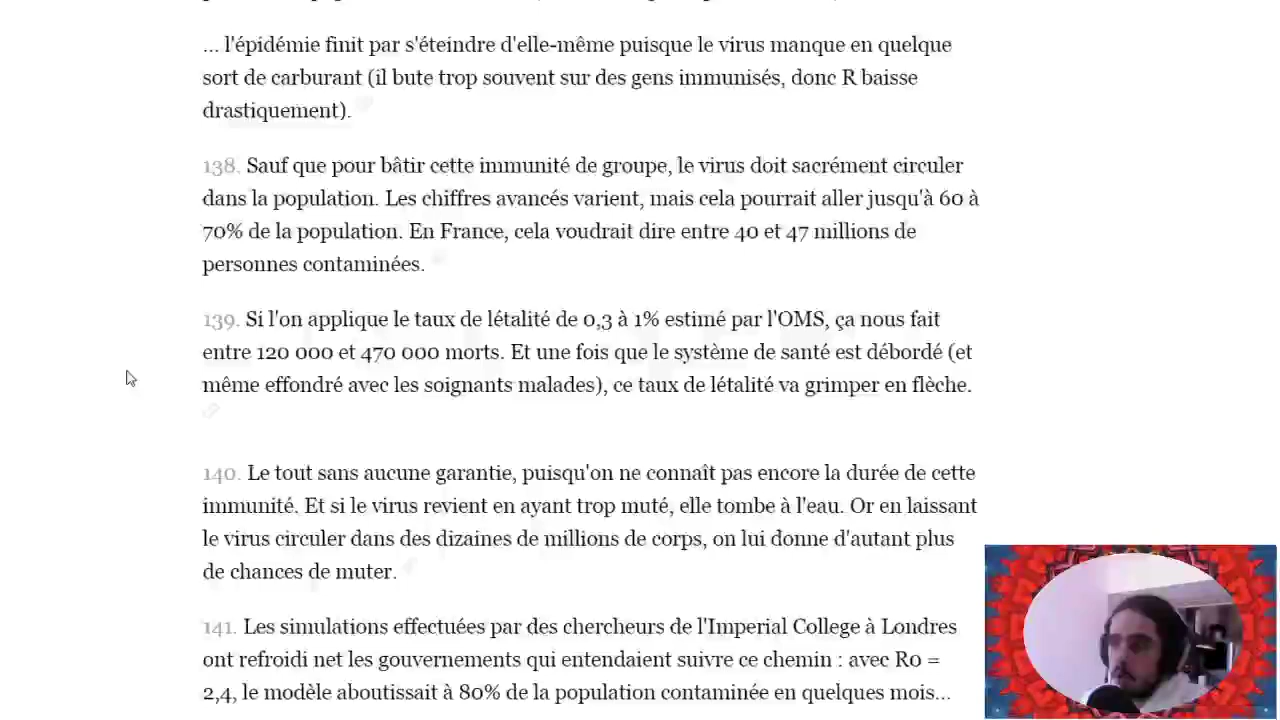 ... l'épidémie finit par s'éteindre d'elle-même puisque le virus manque en quelque
sort de carburant (il bute trop souvent sur des gens immunisés, donc R baisse
drastiquement).
138. Sauf que pour bâtir cette immunité de groupe, le virus doit sacrément circuler
dans la population. Les chiffres avancés varient, mais cela pourrait aller jusqu'à 60 à
70% de la population. En France, cela voudrait dire entre 40 et 47 millions de
personnes contaminées.
139. Si l'on applique le taux de létalité de 0,3 à 1% estimé par l'OMS, ça nous fait
entre 120 000 et 470 000 morts. Et une fois que le système de santé est débordé (et
même effondré avec les soignants malades), ce taux de létalité va grimper en flèche.
140. Le tout sans aucune garantie, puisqu'on ne connaît pas encore la durée de cette
immunité. Et si le virus revient en ayant trop muté, elle tombe à l'eau. Or en laissant
le virus circuler dans des dizaines de millions de corps, on lui donne d'autant plus
de chances de muter.
141. Les simulations effectuées par des chercheurs de l'Imperial College à Londres
ont refroidi net les gouvernements qui entendaient suivre ce chemin : avec R0 =
2,4, le modèle aboutissait à 80% de la population contaminée en quelques mois...